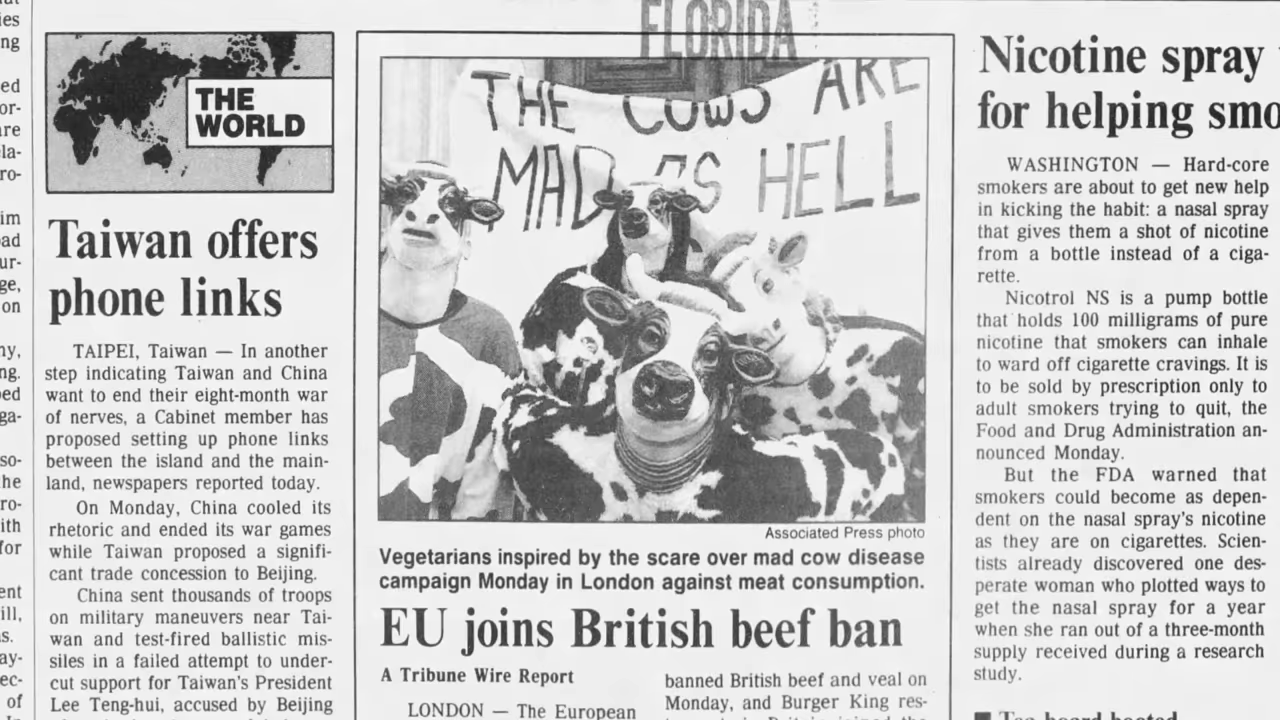 FLORIDA
THE
WORLD
Taiwan offers
phone links
TAIPEI, Taiwan — In another
step indicating Taiwan and China
want to end their eight-month war
of nerves, a Cabinet member has
proposed setting up phone links
between the island and the main-
land, newspapers reported today.
On Monday, China cooled its
rhetoric and ended its war games
while Taiwan proposed a signifi-
cant trade concession to Beijing.
China sent thousands of troops
on military maneuvers near Tai-
wan and test-fired ballistic mis-
siles in a failed attempt to under-
cut support for Taiwan's President
Lee Teng-hui, accused by Beijing
THE COWS ARE
MAD AS HELL
Associated Press photo
Vegetarians inspired by the scare over mad cow disease
campaign Monday in London against meat consumption.
EU joins British beef ban
A Tribune Wire Report
LONDON — The European
banned British beef and veal on
Monday, and Burger King res-
Nicotine spray
for helping smo
WASHINGTON — Hard-core
smokers are about to get new help
in kicking the habit: a nasal spray
that gives them a shot of nicotine
from a bottle instead of a ciga-
rette.
Nicotrol NS is a pump bottle
that holds 100 milligrams of pure
nicotine that smokers can inhale
to ward off cigarette cravings. It is
to be sold by prescription only to
adult smokers trying to quit, the
Food and Drug Administration an-
nounced Monday.
But the FDA warned that
smokers could become as depen-
dent on the nasal spray's nicotine
as they are on cigarettes. Scien-
tists already discovered one des-
perate woman who plotted ways to
get the nasal spray for a year
when she ran out of a three-month
supply received during a research
study.